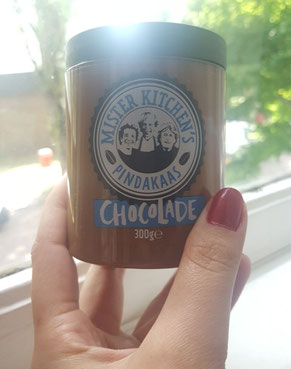 MISTER KITCHEN'S
PINDAKAAS
CHOCOLADE
300g℮